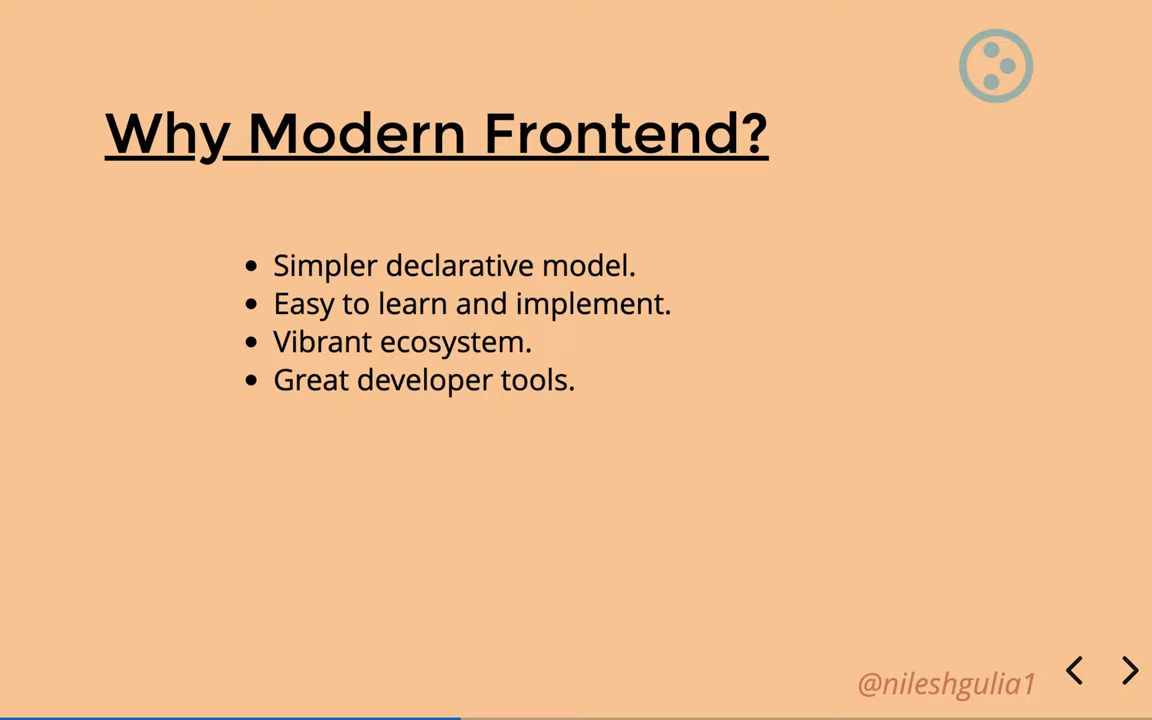 Why Modern Frontend?
Simpler declarative model.
Easy to learn and implement.
Vibrant ecosystem.
Great developer tools.
@nileshgulia1